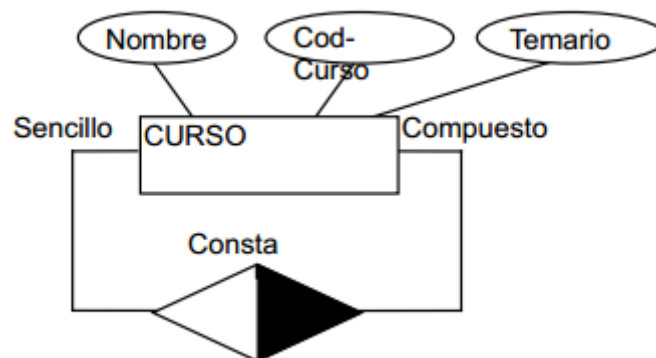 Nombre
Cod-
Curso
Temario
Sencillo
CURSO
Compuesto
Consta